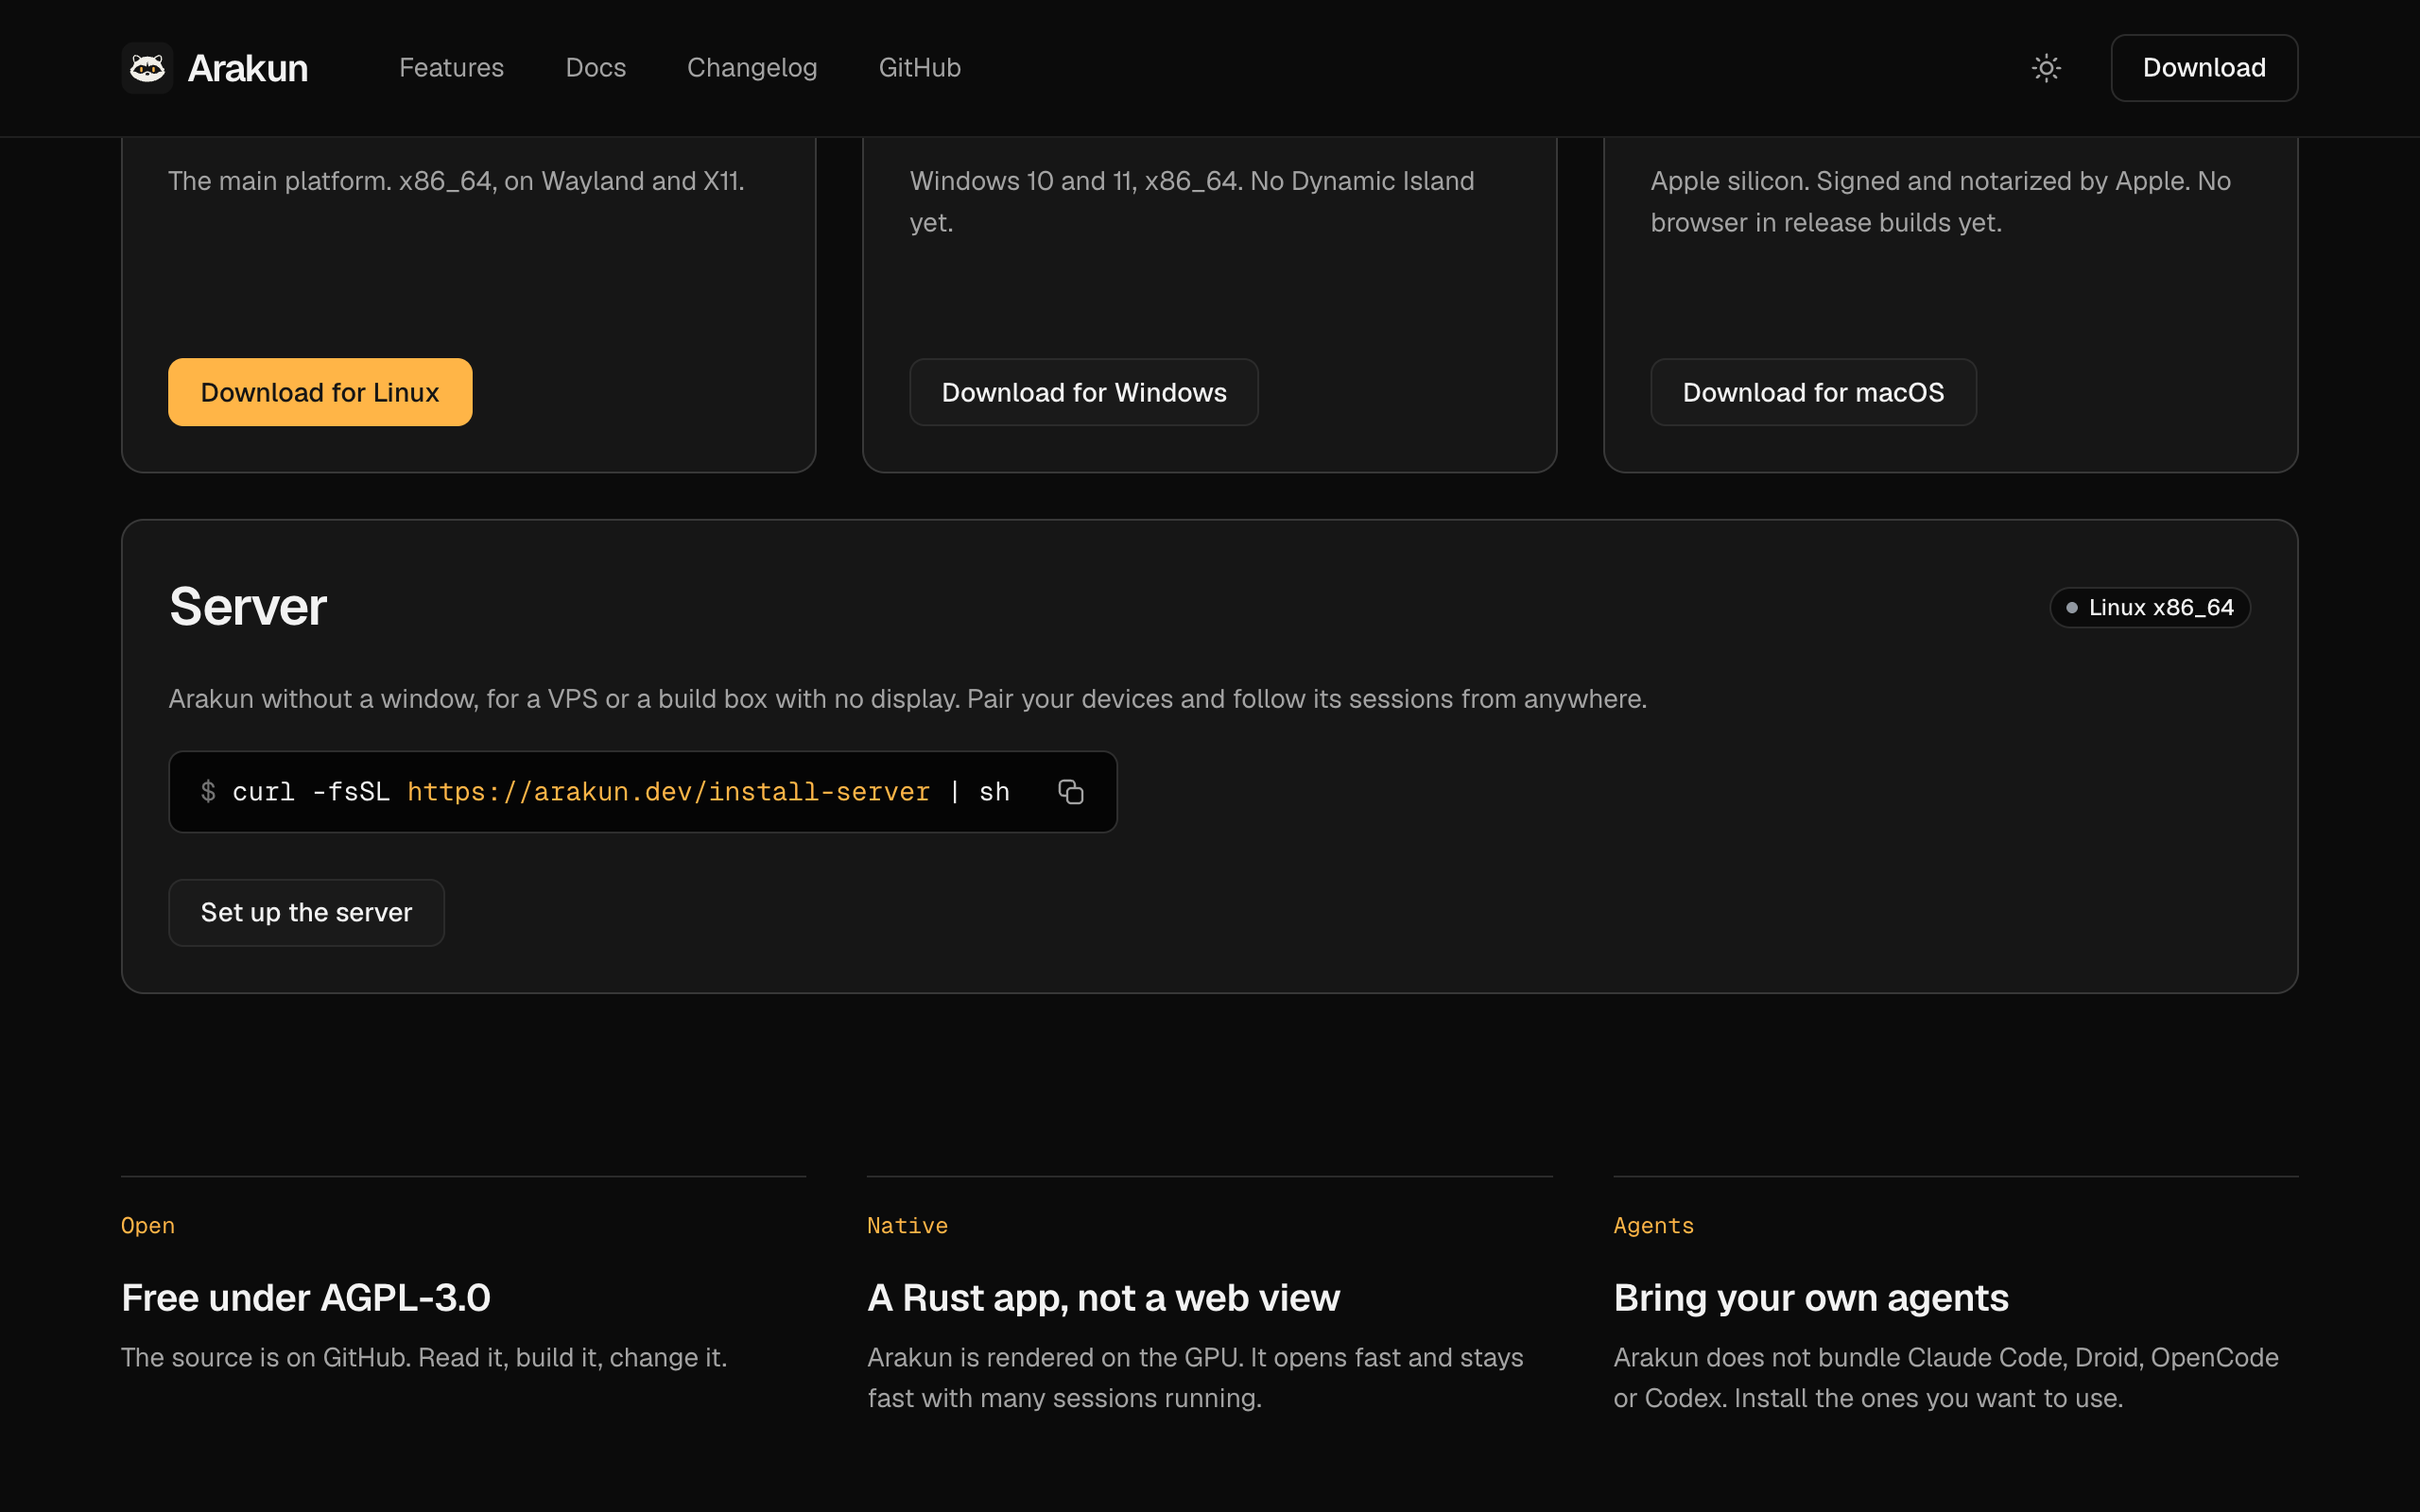 Arakun
Features
Docs
Changelog
GitHub
Download
The main platform. x86_64, on Wayland and X11.
Download for Linux
Windows 10 and 11, x86_64. No Dynamic Island
yet.
Download for Windows
Apple silicon. Signed and notarized by Apple. No
browser in release builds yet.
Download for macOS
Server
Linux x86_64
Arakun without a window, for a VPS or a build box with no display. Pair your devices and follow its sessions from anywhere.
$ curl -fsSL https://arakun.dev/install-server | sh
Set up the server
Open
Free under AGPL-3.0
The source is on GitHub. Read it, build it, change it.
Native
A Rust app, not a web view
Arakun is rendered on the GPU. It opens fast and stays
fast with many sessions running.
Agents
Bring your own agents
Arakun does not bundle Claude Code, Droid, OpenCode
or Codex. Install the ones you want to use.